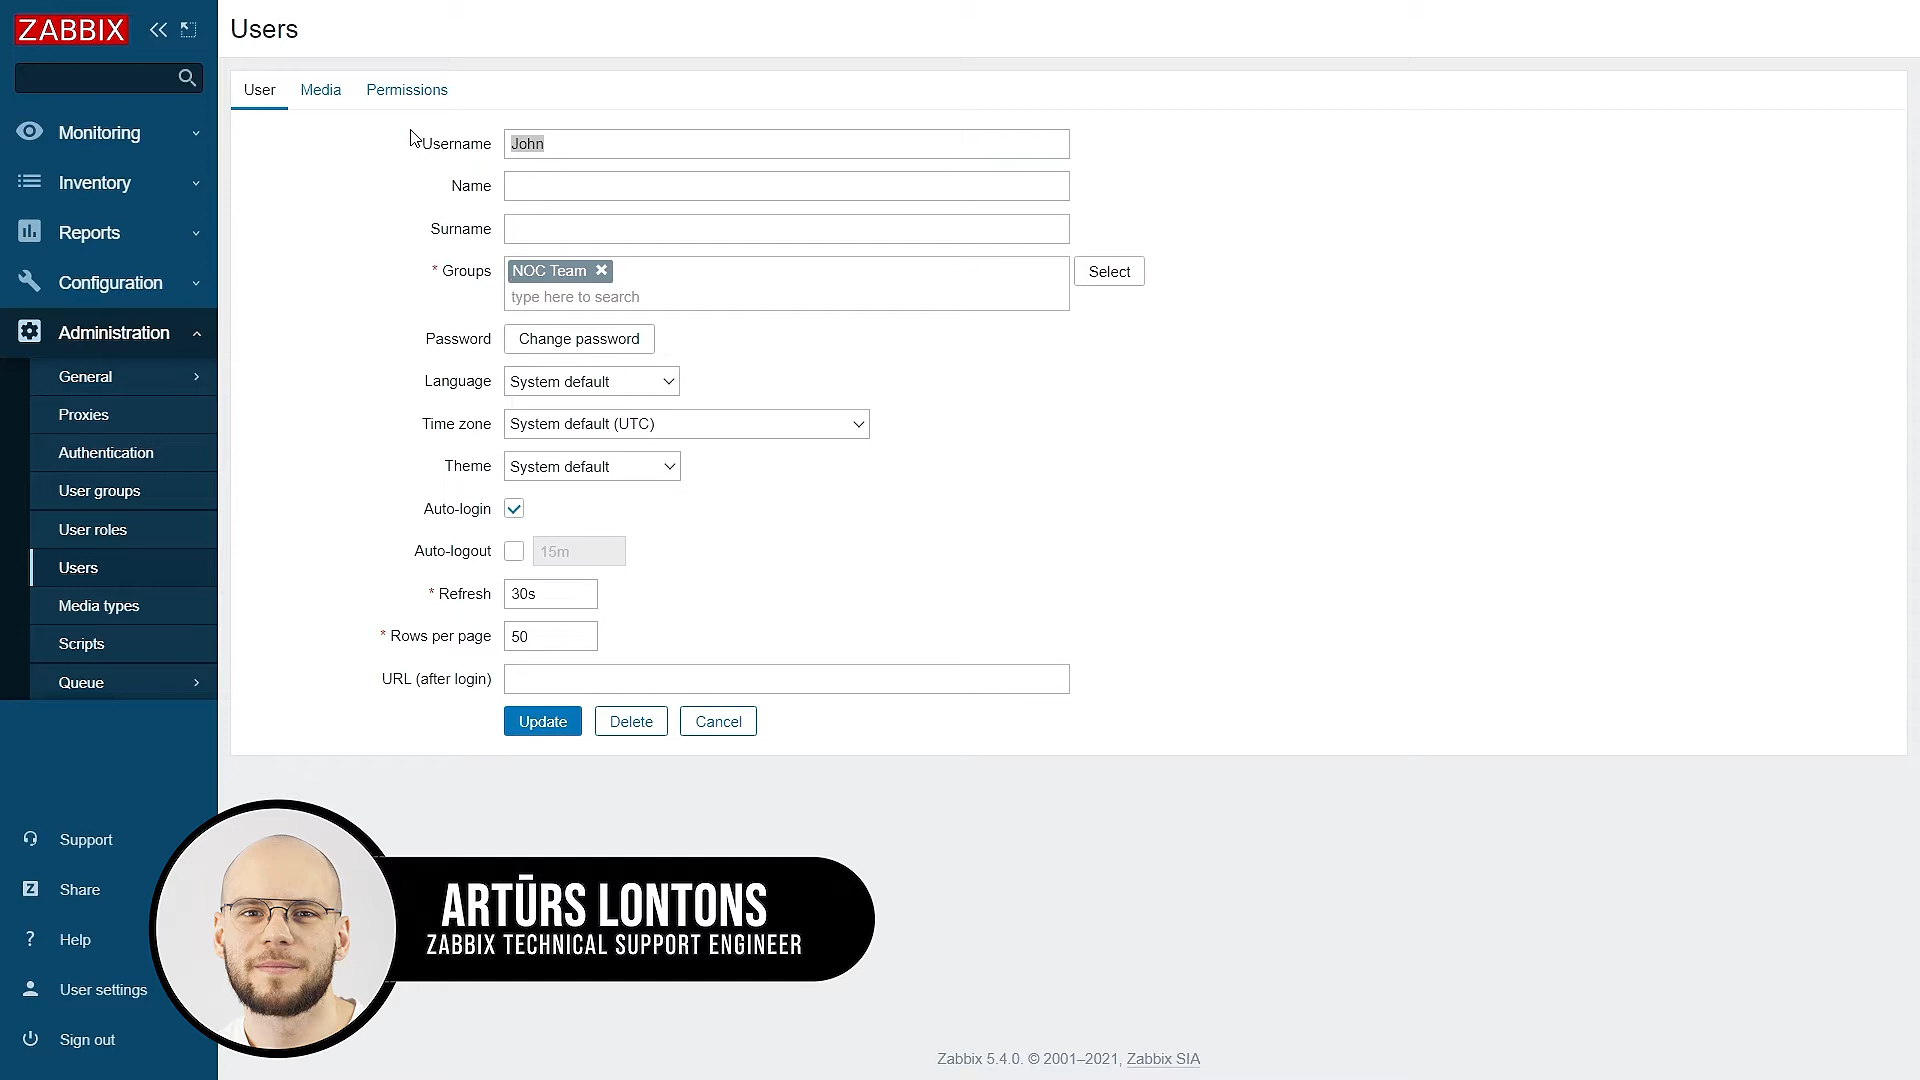 ZABBIX
Monitoring
Inventory
Reports
Configuration
Administration
General
Proxies
Authentication
User groups
User roles
Users
Media types
Scripts
Queue
Support
Share
Help
User settings
Sign out
Users
User Media Permissions
Username John
Name
Surname
* Groups NOC Team Select
type here to search
Password Change password
Language System default
Time zone System default (UTC)
Theme System default
Auto-login
Auto-logout 15m
* Refresh 30s
* Rows per page 50
URL (after login)
Update Delete Cancel
ARTŪRS LONTONS
ZABBIX TECHNICAL SUPPORT ENGINEER
Zabbix 5.4.0. © 2001–2021, Zabbix SIA